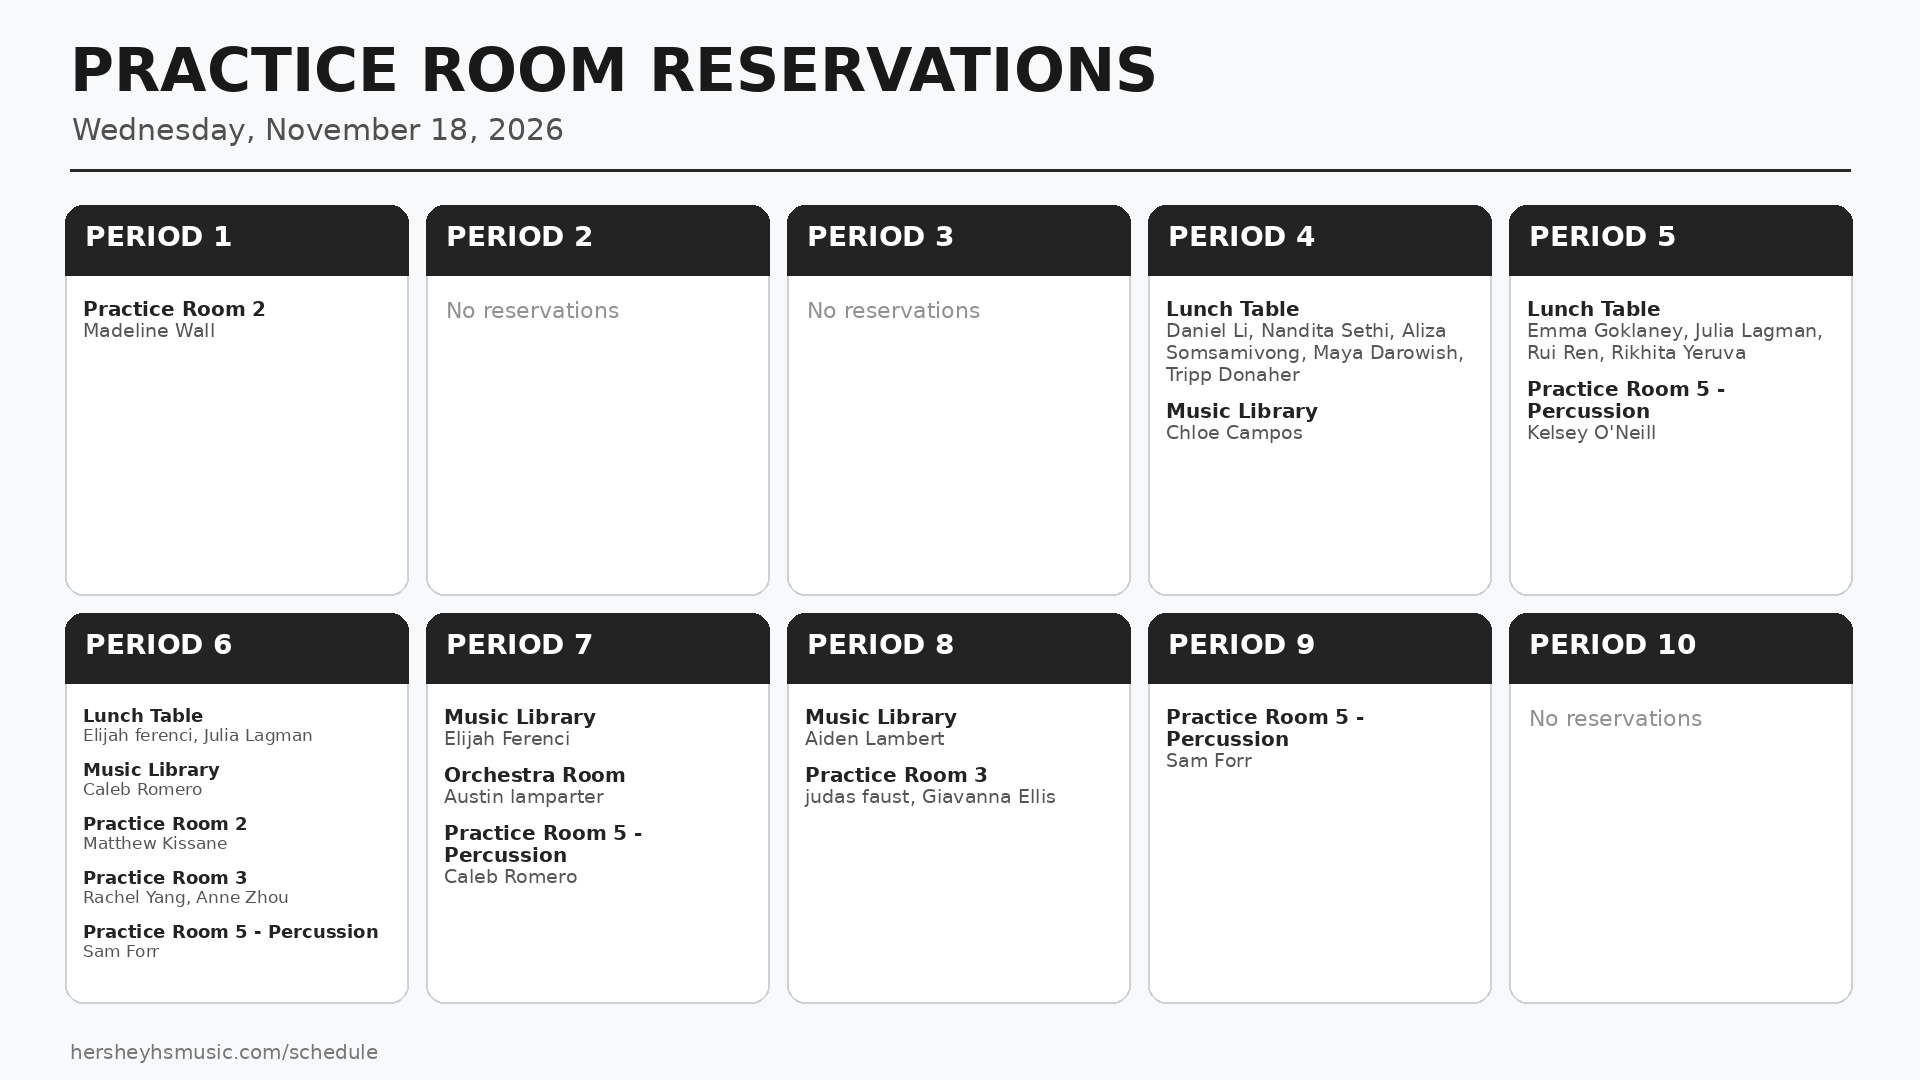 PRACTICE ROOM RESERVATIONS
Wednesday, November 18, 2026
PERIOD 1
Practice Room 2
Madeline Wall
PERIOD 2
No reservations
PERIOD 3
No reservations
PERIOD 4
Lunch Table
Daniel Li, Nandita Sethi, Aliza
Somsamivong, Maya Darowish,
Tripp Donaher
Music Library
Chloe Campos
PERIOD 5
Lunch Table
Emma Goklaney, Julia Lagman,
Rui Ren, Rikhita Yeruva
Practice Room 5 -
Percussion
Kelsey O'Neill
PERIOD 6
Lunch Table
Elijah ferenci, Julia Lagman
Music Library
Caleb Romero
Practice Room 2
Matthew Kissane
Practice Room 3
Rachel Yang, Anne Zhou
Practice Room 5 - Percussion
Sam Forr
PERIOD 7
Music Library
Elijah Ferenci
Orchestra Room
Austin lamparter
Practice Room 5 -
Percussion
Caleb Romero
PERIOD 8
Music Library
Aiden Lambert
Practice Room 3
judas faust, Giavanna Ellis
PERIOD 9
Practice Room 5 -
Percussion
Sam Forr
PERIOD 10
No reservations
hersheyhsmusic.com/schedule